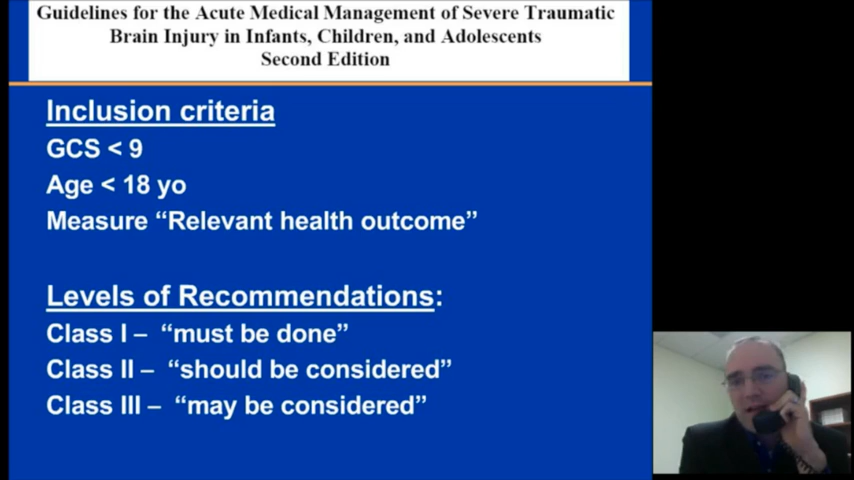 Guidelines for the Acute Medical Management of Severe Traumatic
Brain Injury in Infants, Children, and Adolescents
Second Edition
Inclusion criteria
GCS < 9
Age < 18 yo
Measure “Relevant health outcome”
Levels of Recommendations:
Class I – “must be done”
Class II – “should be considered”
Class III – “may be considered”